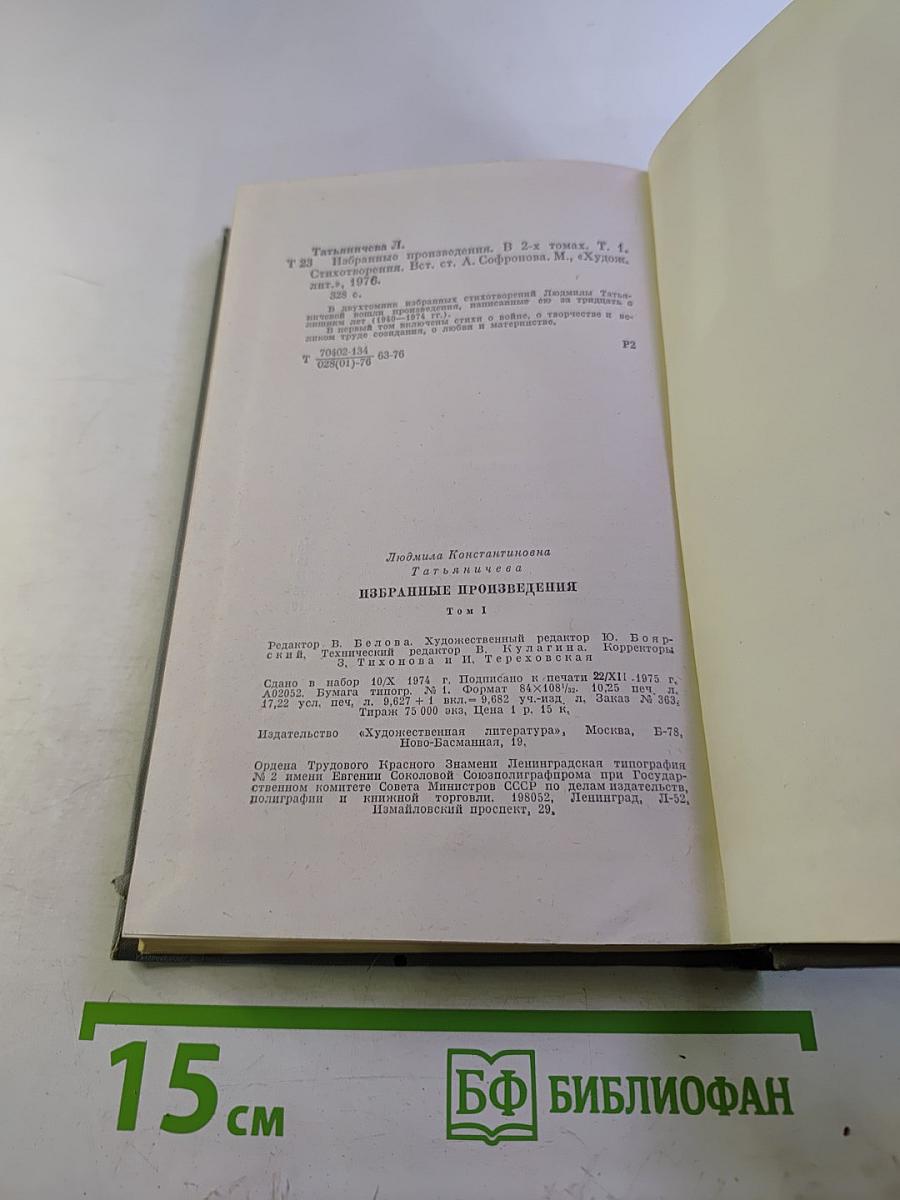 Татьяничева Л.
Т 23 Избранные произведения. В 2-х томах. Т. 1.
Стихотворения. Вст. ст. А. Софронова. М., «Худож.
лит.», 1976.
328 с.
В двухтомник избранных стихотворений Людмилы Татья-
ничевой вошли произведения, написанные ею за тридцать с
лишним лет (1940—1974 гг.).
В первый том включены стихи о войне, о творчестве и ве-
ликом труде созидания, о любви и материнстве.
Т 70402-134 63-76 Р2
028(01)-76
Людмила Константиновна
Татьяничева
ИЗБРАННЫЕ ПРОИЗВЕДЕНИЯ
Том I
Редактор В. Белова. Художественный редактор Ю. Бояр-
ский, Технический редактор В. Кулагина. Корректоры
З. Тихонова и И. Тереховская
Сдано в набор 10/X 1974 г. Подписано к печати 22/XII 1975 г.
А02052. Бумага типогр. № 1. Формат 84×108 1/32. 10,25 печ. л.
17,22 усл. печ. л. 9,627 + 1 вкл.= 9,682 уч.-изд. л. Заказ № 363.
Тираж 75 000 экз. Цена 1 р. 15 к.
Издательство «Художественная литература», Москва, Б-78,
Ново-Басманная, 19.
Ордена Трудового Красного Знамени Ленинградская типография
№ 2 имени Евгении Соколовой Союзполиграфпрома при Государ-
ственном комитете Совета Министров СССР по делам издательств,
полиграфии и книжной торговли. 198052, Ленинград, Л-52,
Измайловский проспект, 29.
15 см
БФ БИБЛИОФАН